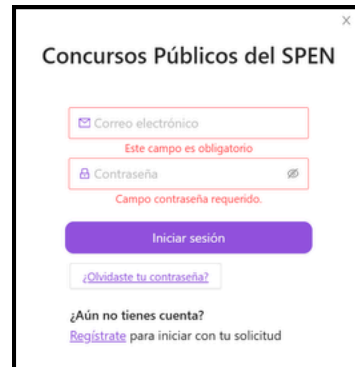 Concursos Públicos del SPEN
Correo electrónico
Este campo es obligatorio
Contraseña
Campo contraseña requerido.
Iniciar sesión
¿Olvidaste tu contraseña?
¿Aún no tienes cuenta?
Regístrate para iniciar con tu solicitud